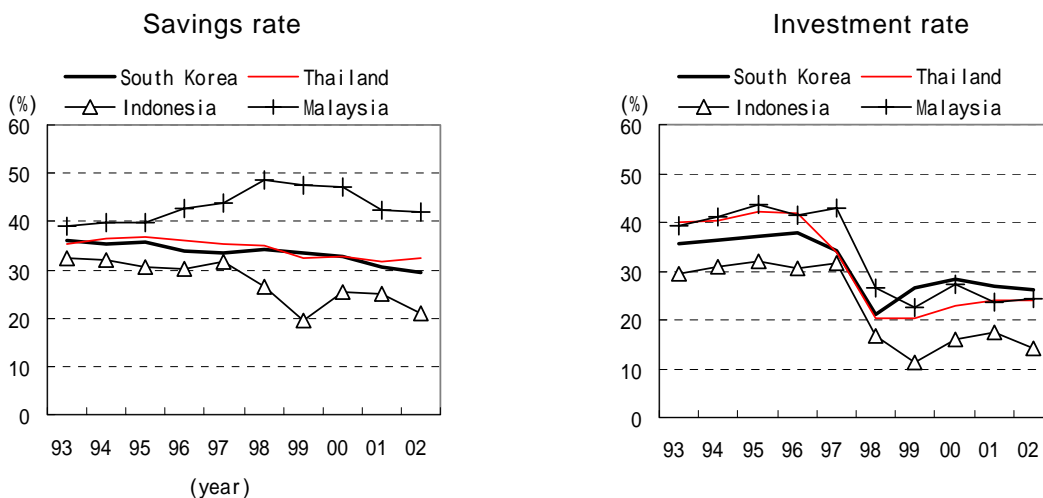 Savings rate
South Korea Thailand
Indonesia Malaysia
(%)
60
50
40
30
20
10
0
93 94 95 96 97 98 99 00 01 02
(year)
Investment rate
South Korea Thailand
Indonesia Malaysia
(%)
60
50
40
30
20
10
0
93 94 95 96 97 98 99 00 01 02